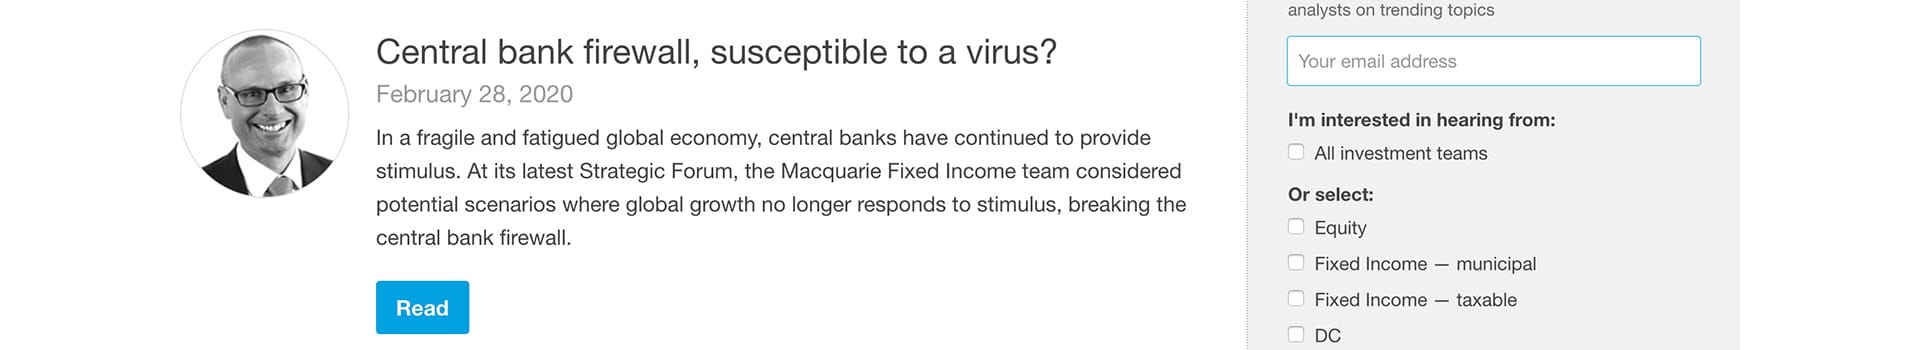 Central bank firewall, susceptible to a virus?
February 28, 2020
In a fragile and fatigued global economy, central banks have continued to provide
stimulus. At its latest Strategic Forum, the Macquarie Fixed Income team considered
potential scenarios where global growth no longer responds to stimulus, breaking the
central bank firewall.
Read
analysts on trending topics
Your email address
I'm interested in hearing from:
All investment teams
Or select:
Equity
Fixed Income — municipal
Fixed Income — taxable
DC